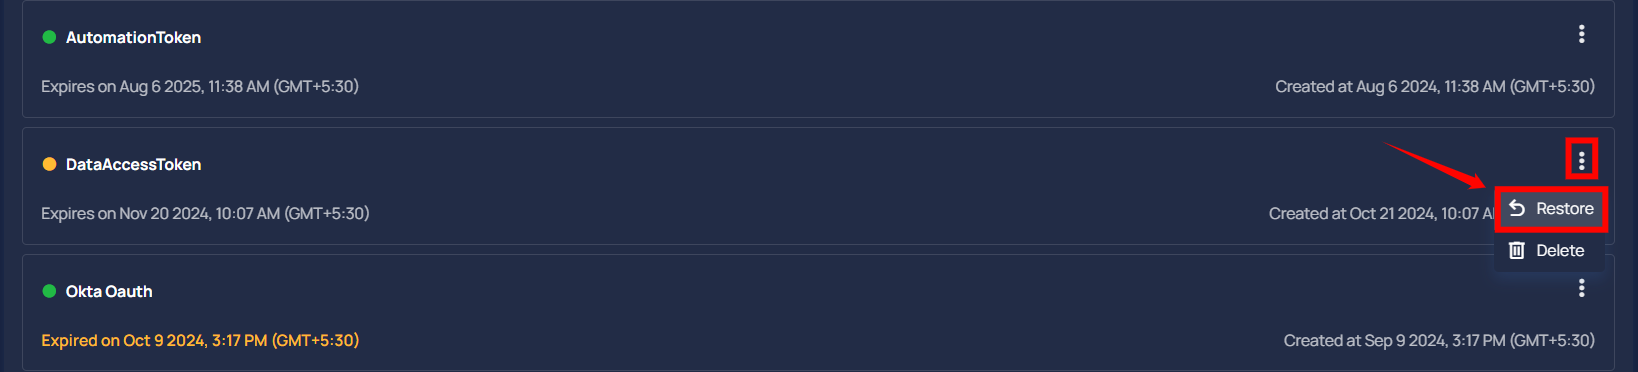 AutomationToken
Expires on Aug 6 2025, 11:38 AM (GMT+5:30)
Created at Aug 6 2024, 11:38 AM (GMT+5:30)
DataAccessToken
Expires on Nov 20 2024, 10:07 AM (GMT+5:30)
Created at Oct 21 2024, 10:07
Restore
Delete
Okta Oauth
Expired on Oct 9 2024, 3:17 PM (GMT+5:30)
Created at Sep 9 2024, 3:17 PM (GMT+5:30)